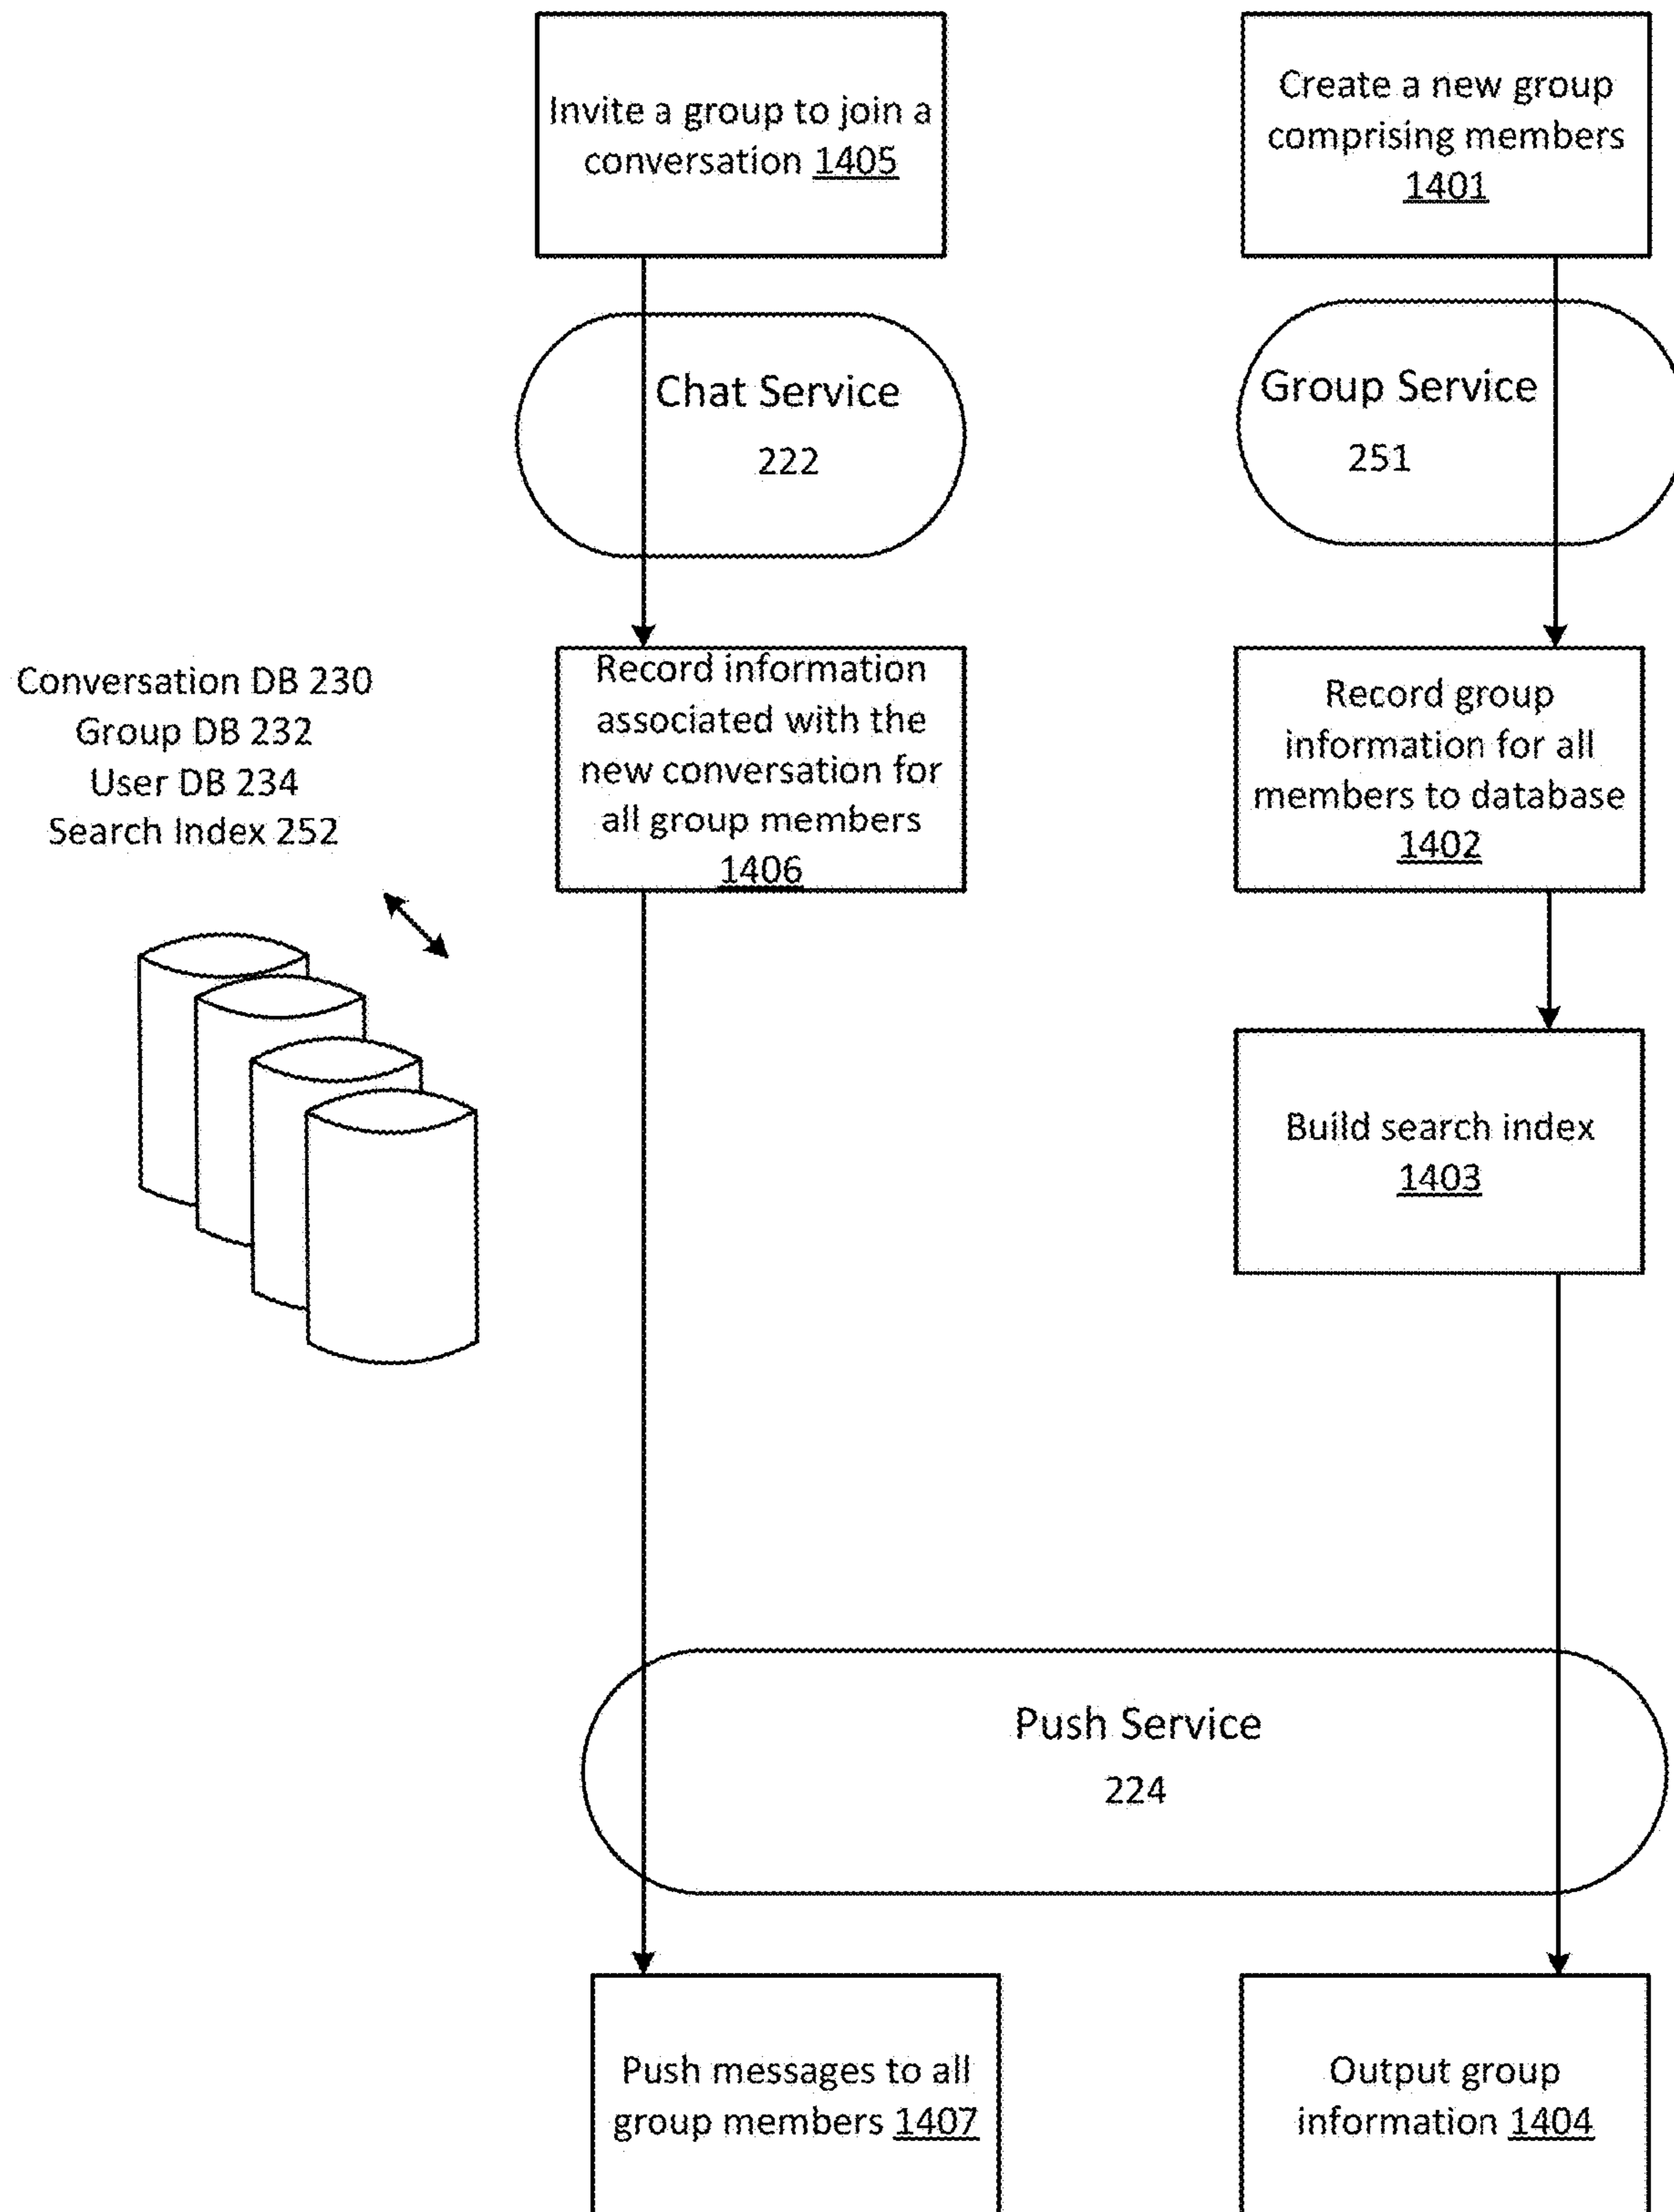 Invite a group to join a
conversation 1405
Create a new group
comprising members
1401
Chat Service
222
Group Service
251
Conversation DB 230
Group DB 232
User DB 234
Search Index 252
Record information
associated with the
new conversation for
all group members
1406
Record group
information for all
members to database
1402
Build search index
1403
Push Service
224
Push messages to all
group members 1407
Output group
information 1404